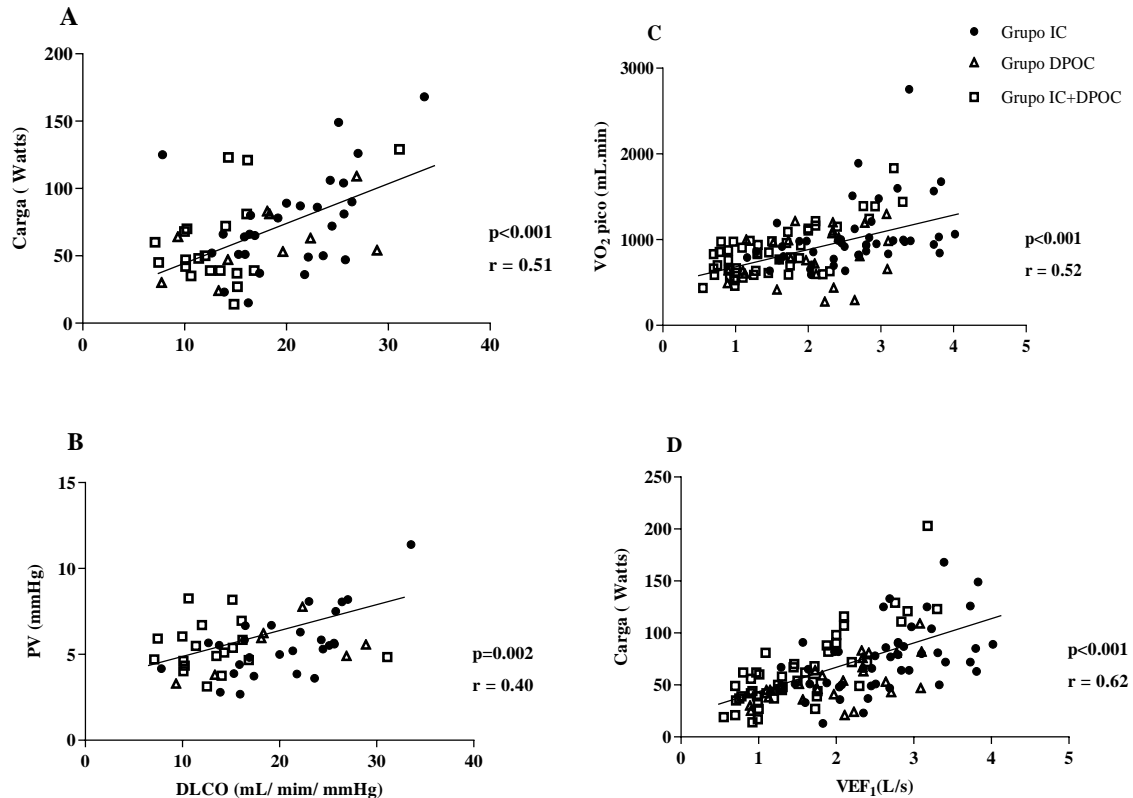 A
Carga ( Watts)
200
150
100
50
0
0 10 20 30 40
p<0.001
r = 0.51
C
Grupo IC
Grupo DPOC
Grupo IC+DPOC
VO2 pico (mL.min)
3000
2000
1000
0
1 2 3 4 5
p<0.001
r = 0.52
B
PV (mmHg)
15
10
5
0
0 10 20 30 40
DLCO (mL/ mim/ mmHg)
p=0.002
r = 0.40
D
Carga ( Watts)
250
200
150
100
50
0
0 1 2 3 4 5
VEF1(L/s)
p<0.001
r = 0.62